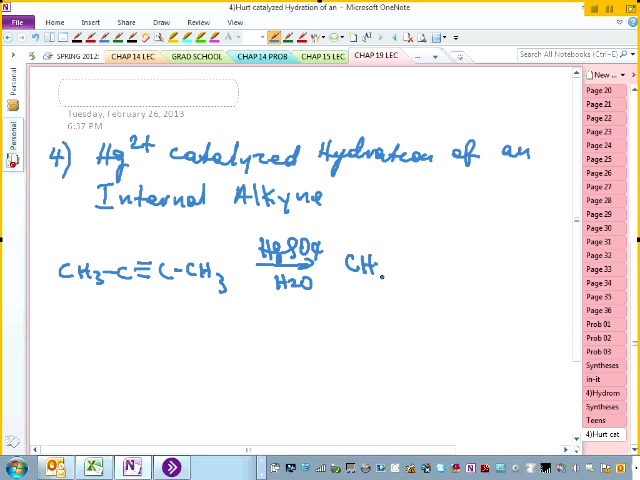 4)Hurt catalyzed Hydration of an - Microsoft OneNote
File Home Insert Share Draw Review View
SPRING 2012: CHAP 14 LEC GRAD SCHOOL CHAP 14 PROB CHAP 15 LEC CHAP 19 LEC ...
Search All Notebooks (Ctrl+E)
Personal
Personal
New ...
Page 20
Page 21
Page 22
Page 23
Page 24
Page 25
Page 26
Page 27
Page 28
Page 29
Page 30
Page 31
Page 32
Page 33
Page 34
Page 35
Page 36
Page 37
Prob 01
Prob 02
Prob 03
Syntheses
in-it
4)Hydrom
Syntheses
Teens
4)Hurt cat
Tuesday, February 26, 2013
6:37 PM
4) Hg2+ catalyzed Hydration of an
Internal Alkyne
HgSO4
CH3-C≡C-CH3 CH
H2O